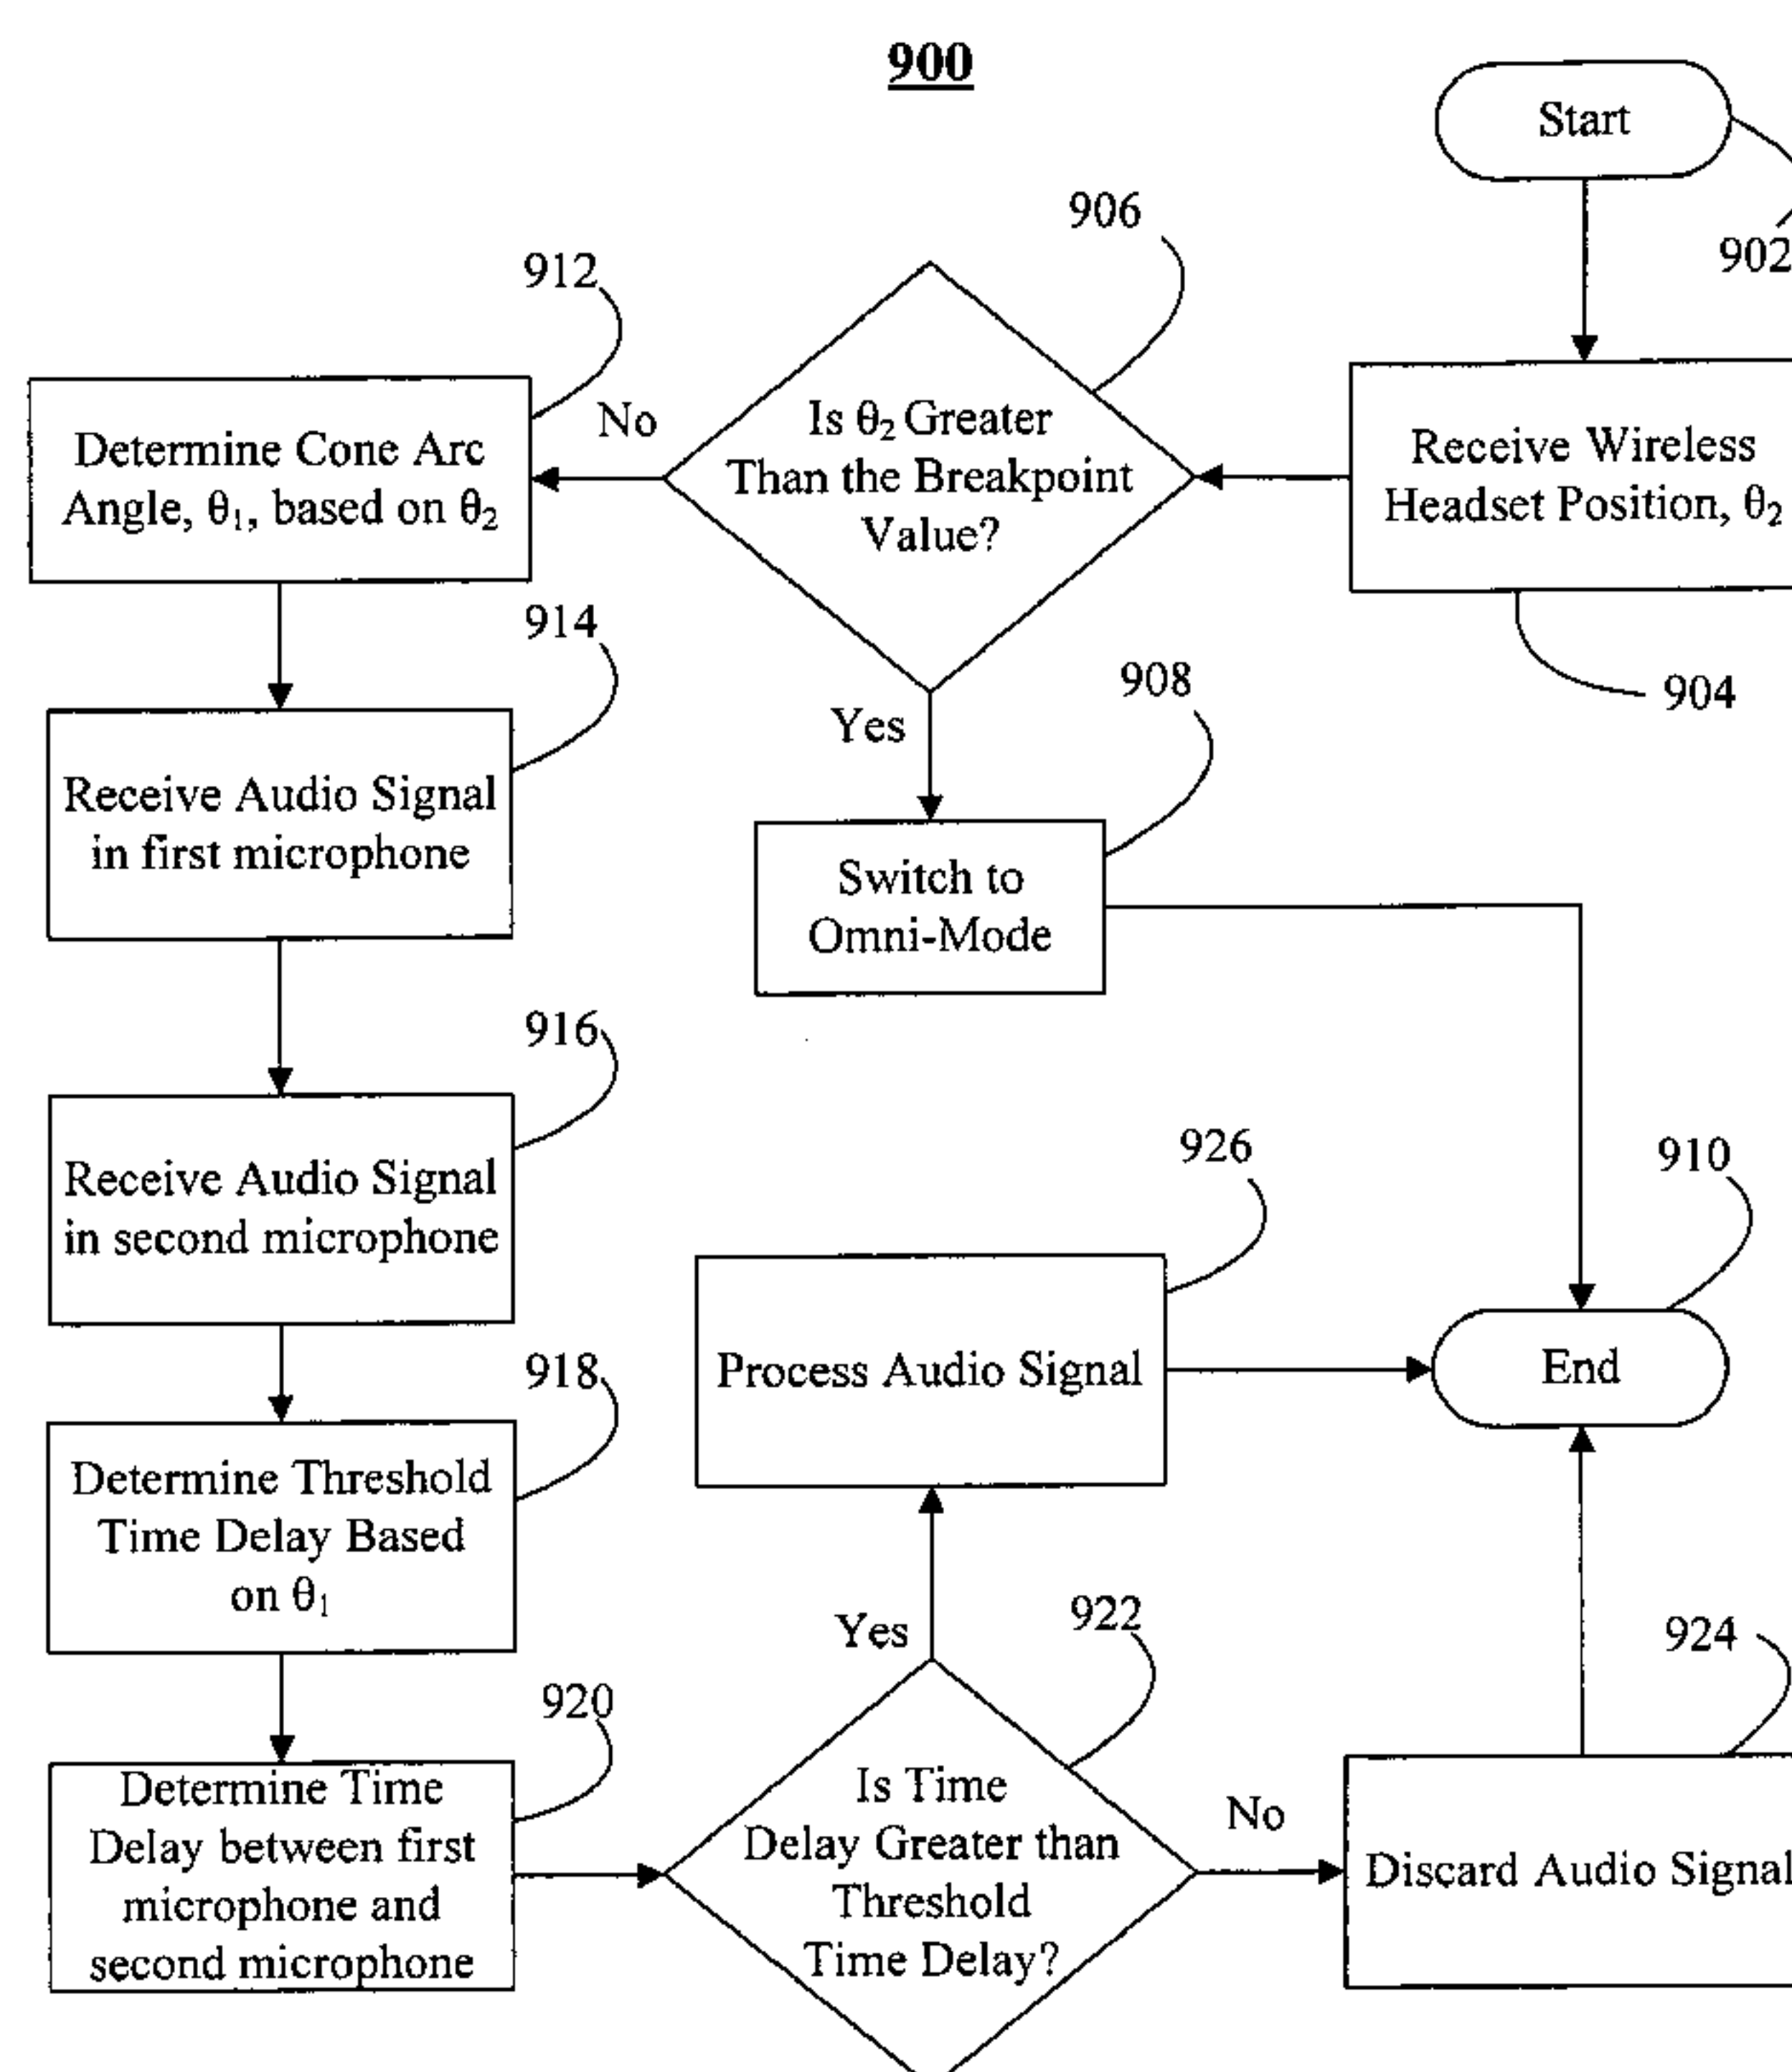 900
Start
902
906
912
Is θ₂ Greater
Than the Breakpoint
Value?
No
Yes
Receive Wireless
Headset Position, θ₂
904
Determine Cone Arc
Angle, θ₁, based on θ₂
914
Receive Audio Signal
in first microphone
908
Switch to
Omni-Mode
916
Receive Audio Signal
in second microphone
926
Process Audio Signal
910
End
918
Determine Threshold
Time Delay Based
on θ₁
920
Determine Time
Delay between first
microphone and
second microphone
Yes
922
Is Time
Delay Greater than
Threshold
Time Delay?
No
924
Discard Audio Signal